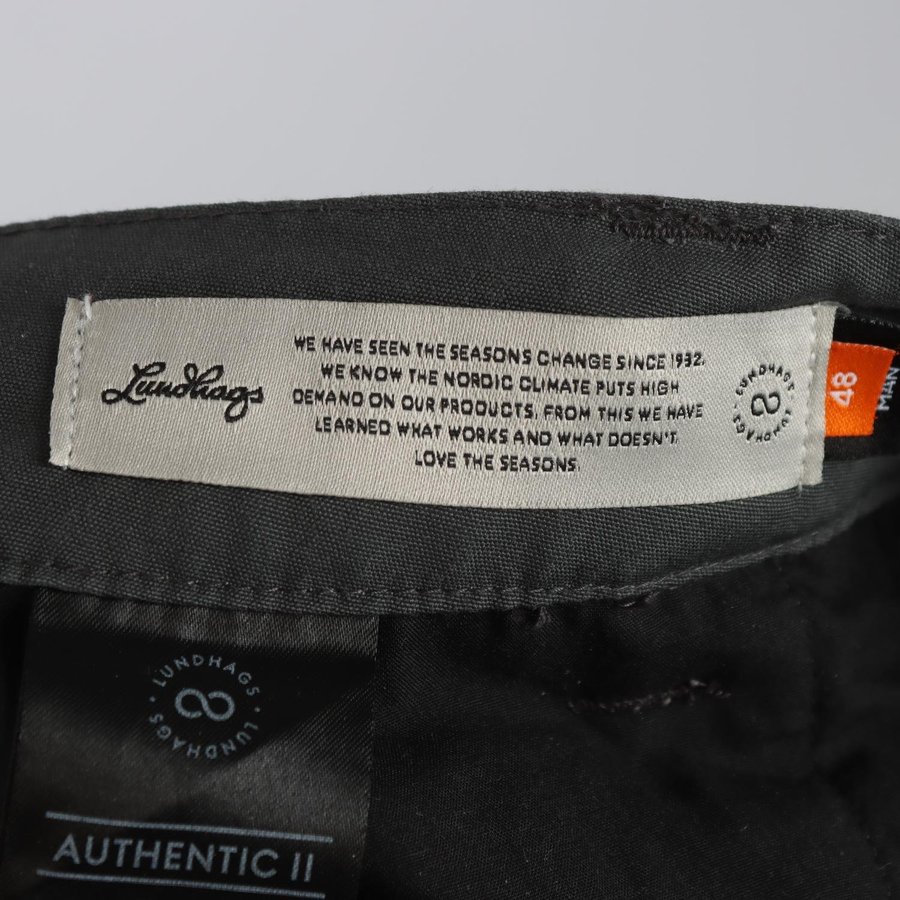 Lundhags
WE HAVE SEEN THE SEASONS CHANGE SINCE 1932.
WE KNOW THE NORDIC CLIMATE PUTS HIGH
DEMAND ON OUR PRODUCTS. FROM THIS WE HAVE
LEARNED WHAT WORKS AND WHAT DOESN'T.
LOVE THE SEASONS.
LUNDHAGS · LUNDHAGS ·
48
MAN
LUNDHAGS · LUNDHAGS ·
AUTHENTIC II